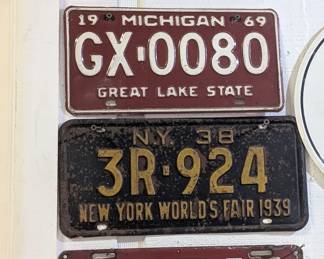 19 MICHIGAN 69
GX·0080
GREAT LAKE STATE
N.Y. 38
3R·924
NEW YORK WORLD'S FAIR 1939